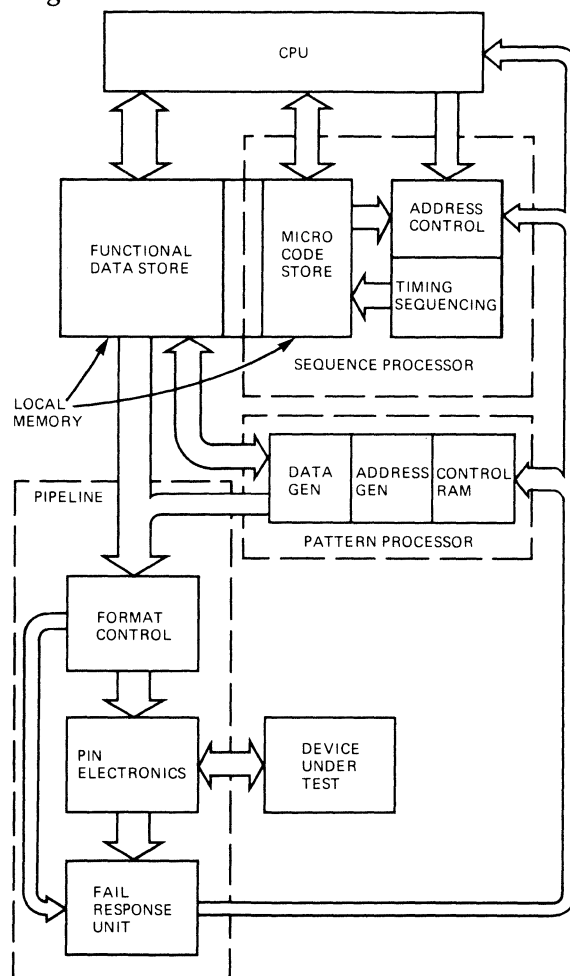 CPU
FUNCTIONAL
DATA STORE
MICRO
CODE
STORE
ADDRESS
CONTROL
TIMING
SEQUENCING
SEQUENCE PROCESSOR
LOCAL
MEMORY
DATA
GEN
ADDRESS
GEN
CONTROL
RAM
PATTERN PROCESSOR
PIPELINE
FORMAT
CONTROL
PIN
ELECTRONICS
DEVICE
UNDER
TEST
FAIL
RESPONSE
UNIT